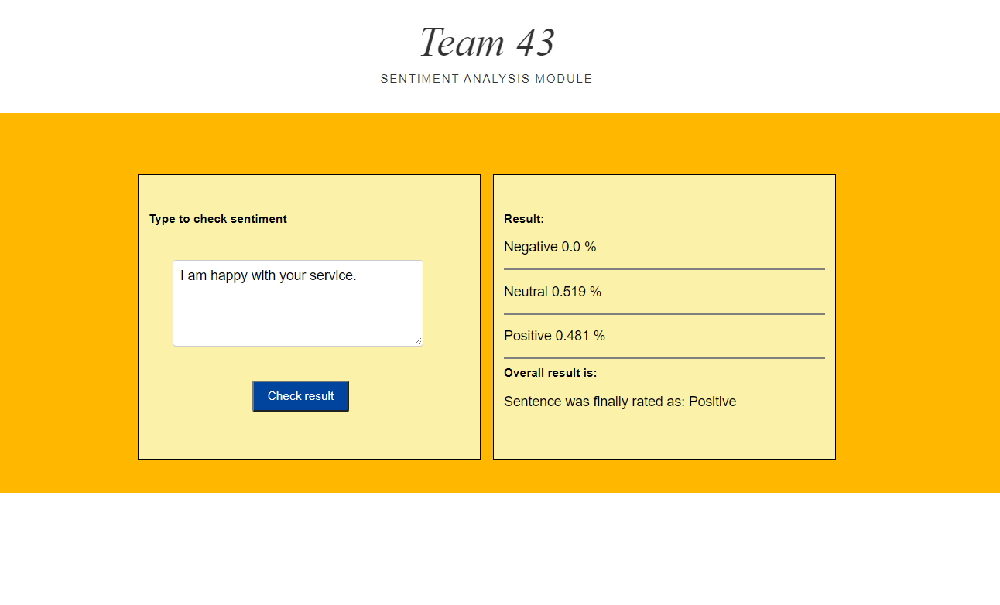 Team 43
SENTIMENT ANALYSIS MODULE
Type to check sentiment
I am happy with your service.
Check result
Result:
Negative 0.0 %
Neutral 0.519 %
Positive 0.481 %
Overall result is:
Sentence was finally rated as: Positive